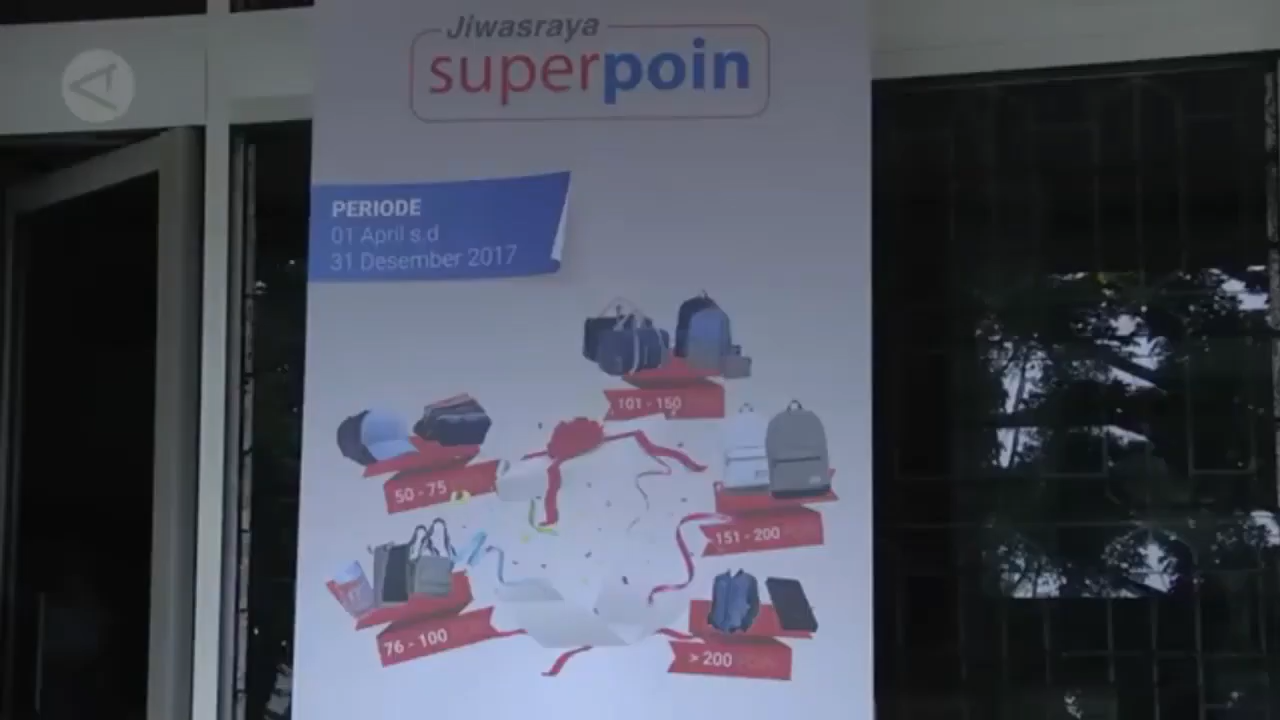 Jiwasraya
superpoin
PERIODE
01 April s.d
31 Desember 2017
101 - 150
50 - 75
151 - 200
76 - 100
> 200